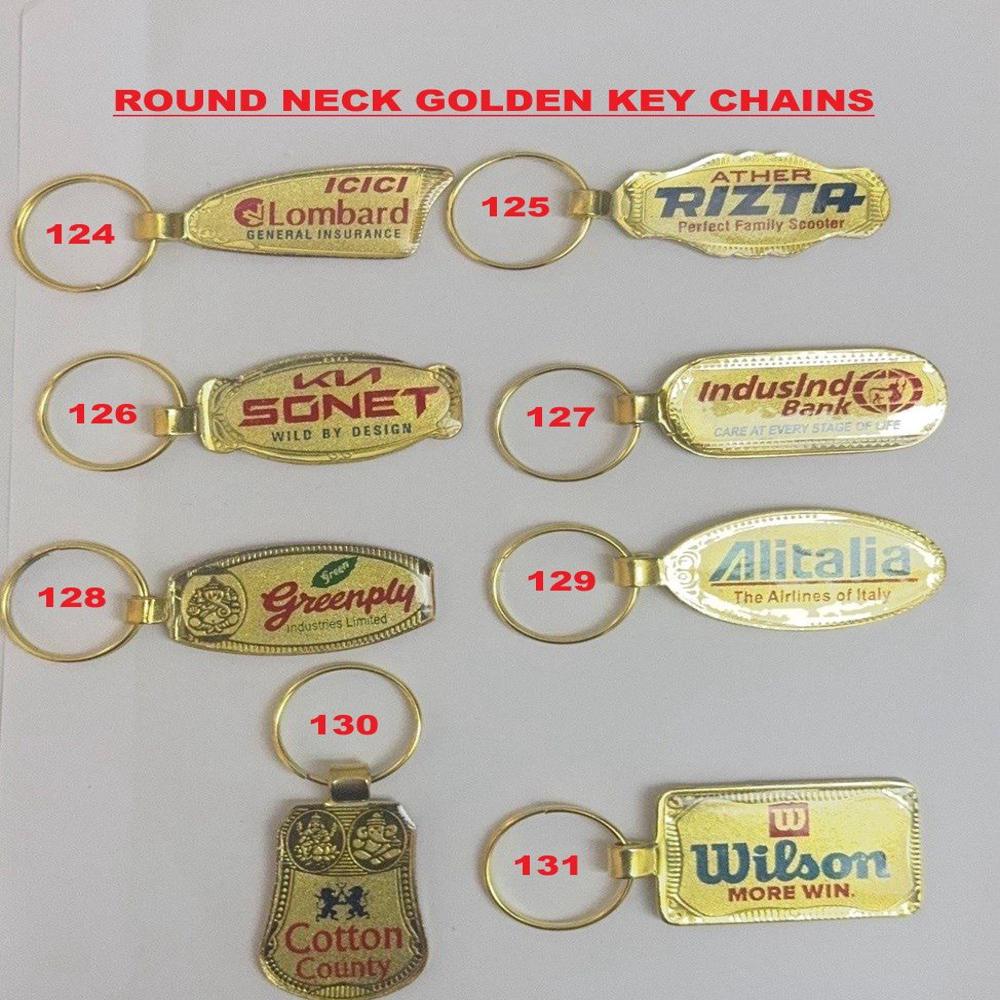 ROUND NECK GOLDEN KEY CHAINS
124
ICICI
Lombard
GENERAL INSURANCE
125
ATHER
RIZTA
Perfect Family Scooter
126
KIA
SONET
WILD BY DESIGN
127
IndusInd
Bank
CARE AT EVERY STAGE OF LIFE
128
Green
Greenply
Industries Limited
129
Alitalia
The Airlines of Italy
130
Cotton
County
131
W
Wilson
MORE WIN.